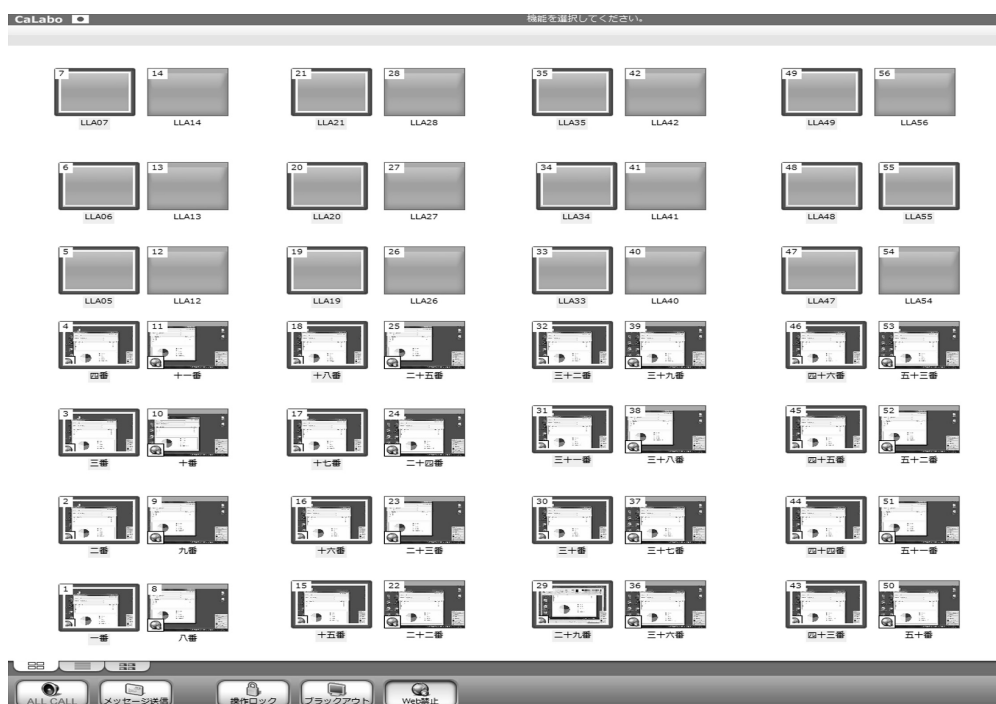 CaLabo
機能を選択してください。
7 14 21 28 35 42 49 56
LLA07 LLA14 LLA21 LLA28 LLA35 LLA42 LLA49 LLA56
6 13 20 27 34 41 48 55
LLA06 LLA13 LLA20 LLA27 LLA34 LLA41 LLA48 LLA55
5 12 19 26 33 40 47 54
LLA05 LLA12 LLA19 LLA26 LLA33 LLA40 LLA47 LLA54
4 11 18 25 32 39 46 53
四番 十一番 十八番 二十五番 三十二番 三十九番 四十六番 五十三番
3 10 17 24 31 38 45 52
三番 十番 十七番 二十四番 三十一番 三十八番 四十五番 五十二番
2 9 16 23 30 37 44 51
二番 九番 十六番 二十三番 三十番 三十七番 四十四番 五十一番
1 8 15 22 29 36 43 50
一番 八番 十五番 二十二番 二十九番 三十六番 四十三番 五十番
ALL CALL メッセージ送信 操作ロック ブラックアウト Web禁止